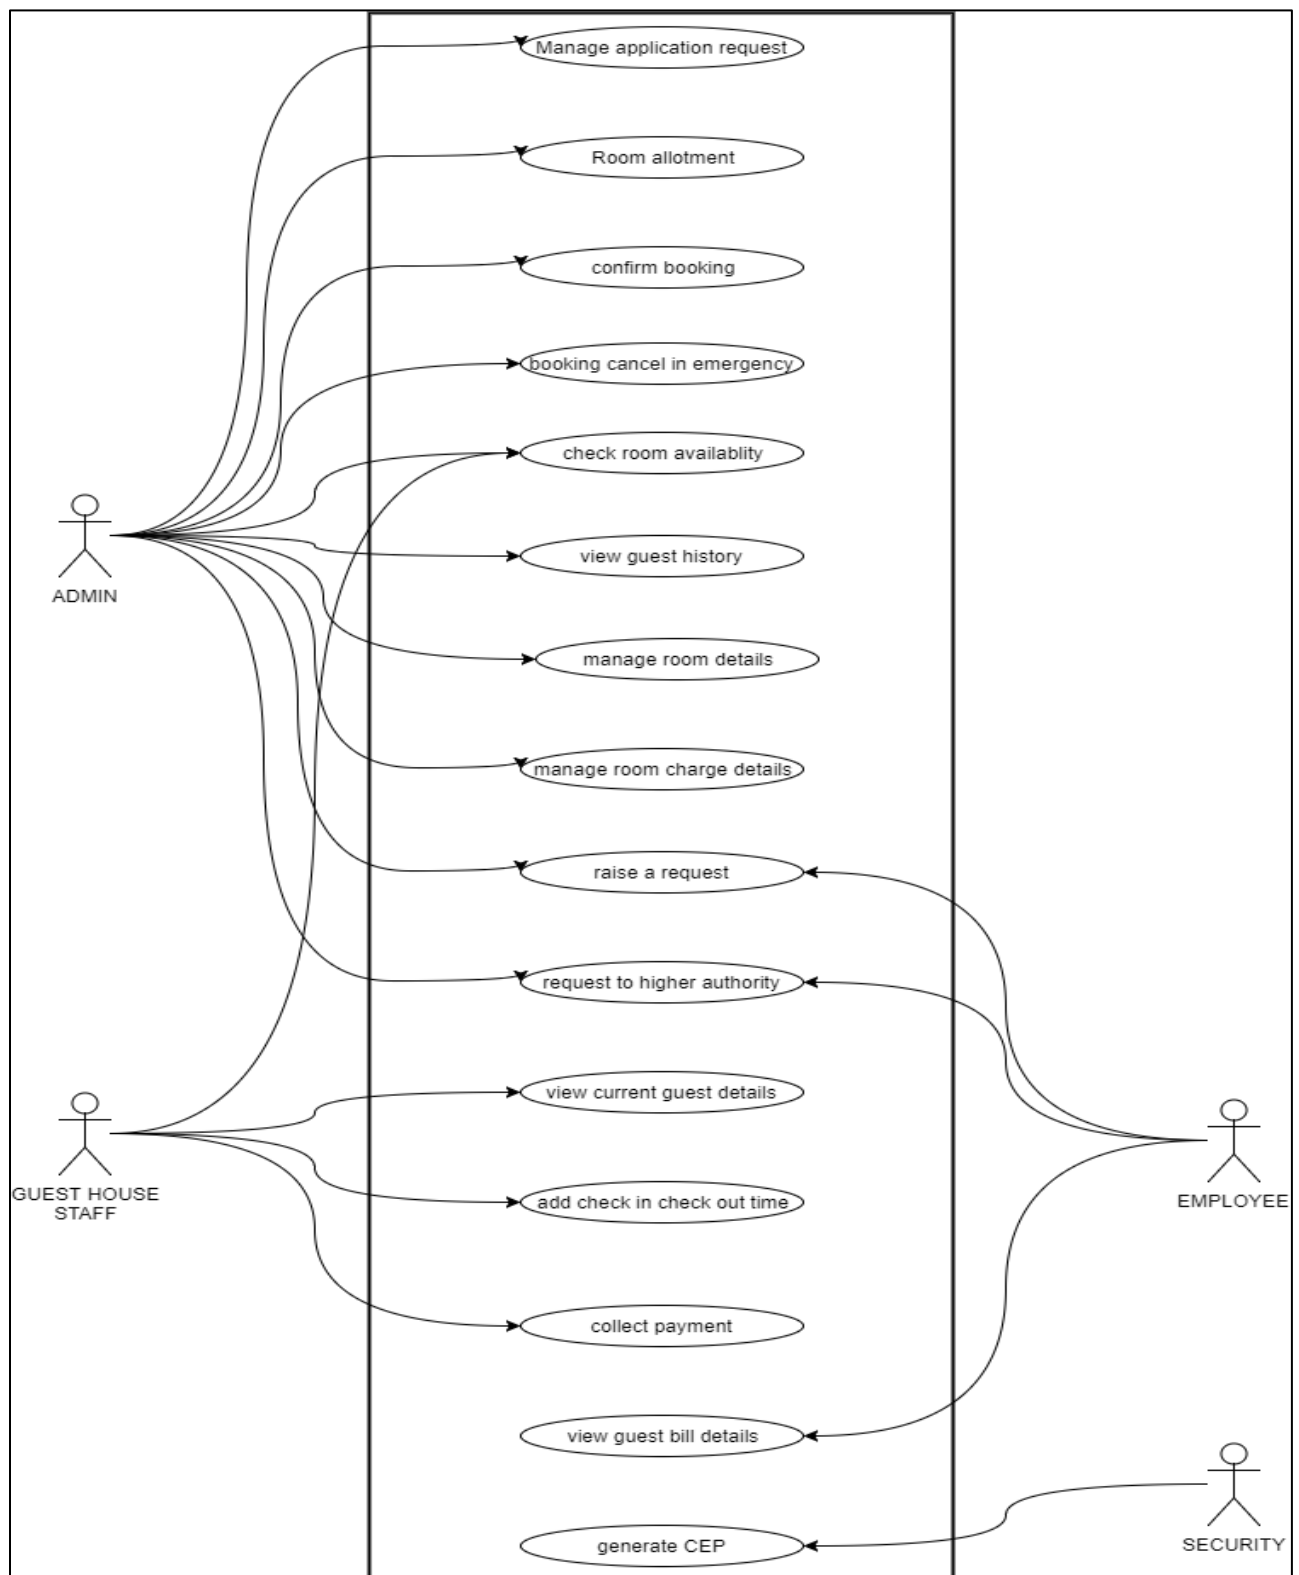 Manage application request
Room allotment
confirm booking
booking cancel in emergency
check room availablity
view guest history
ADMIN
manage room details
manage room charge details
raise a request
request to higher authority
view current guest details
GUEST HOUSE
STAFF
add check in check out time
EMPLOYEE
collect payment
view guest bill details
generate CEP
SECURITY